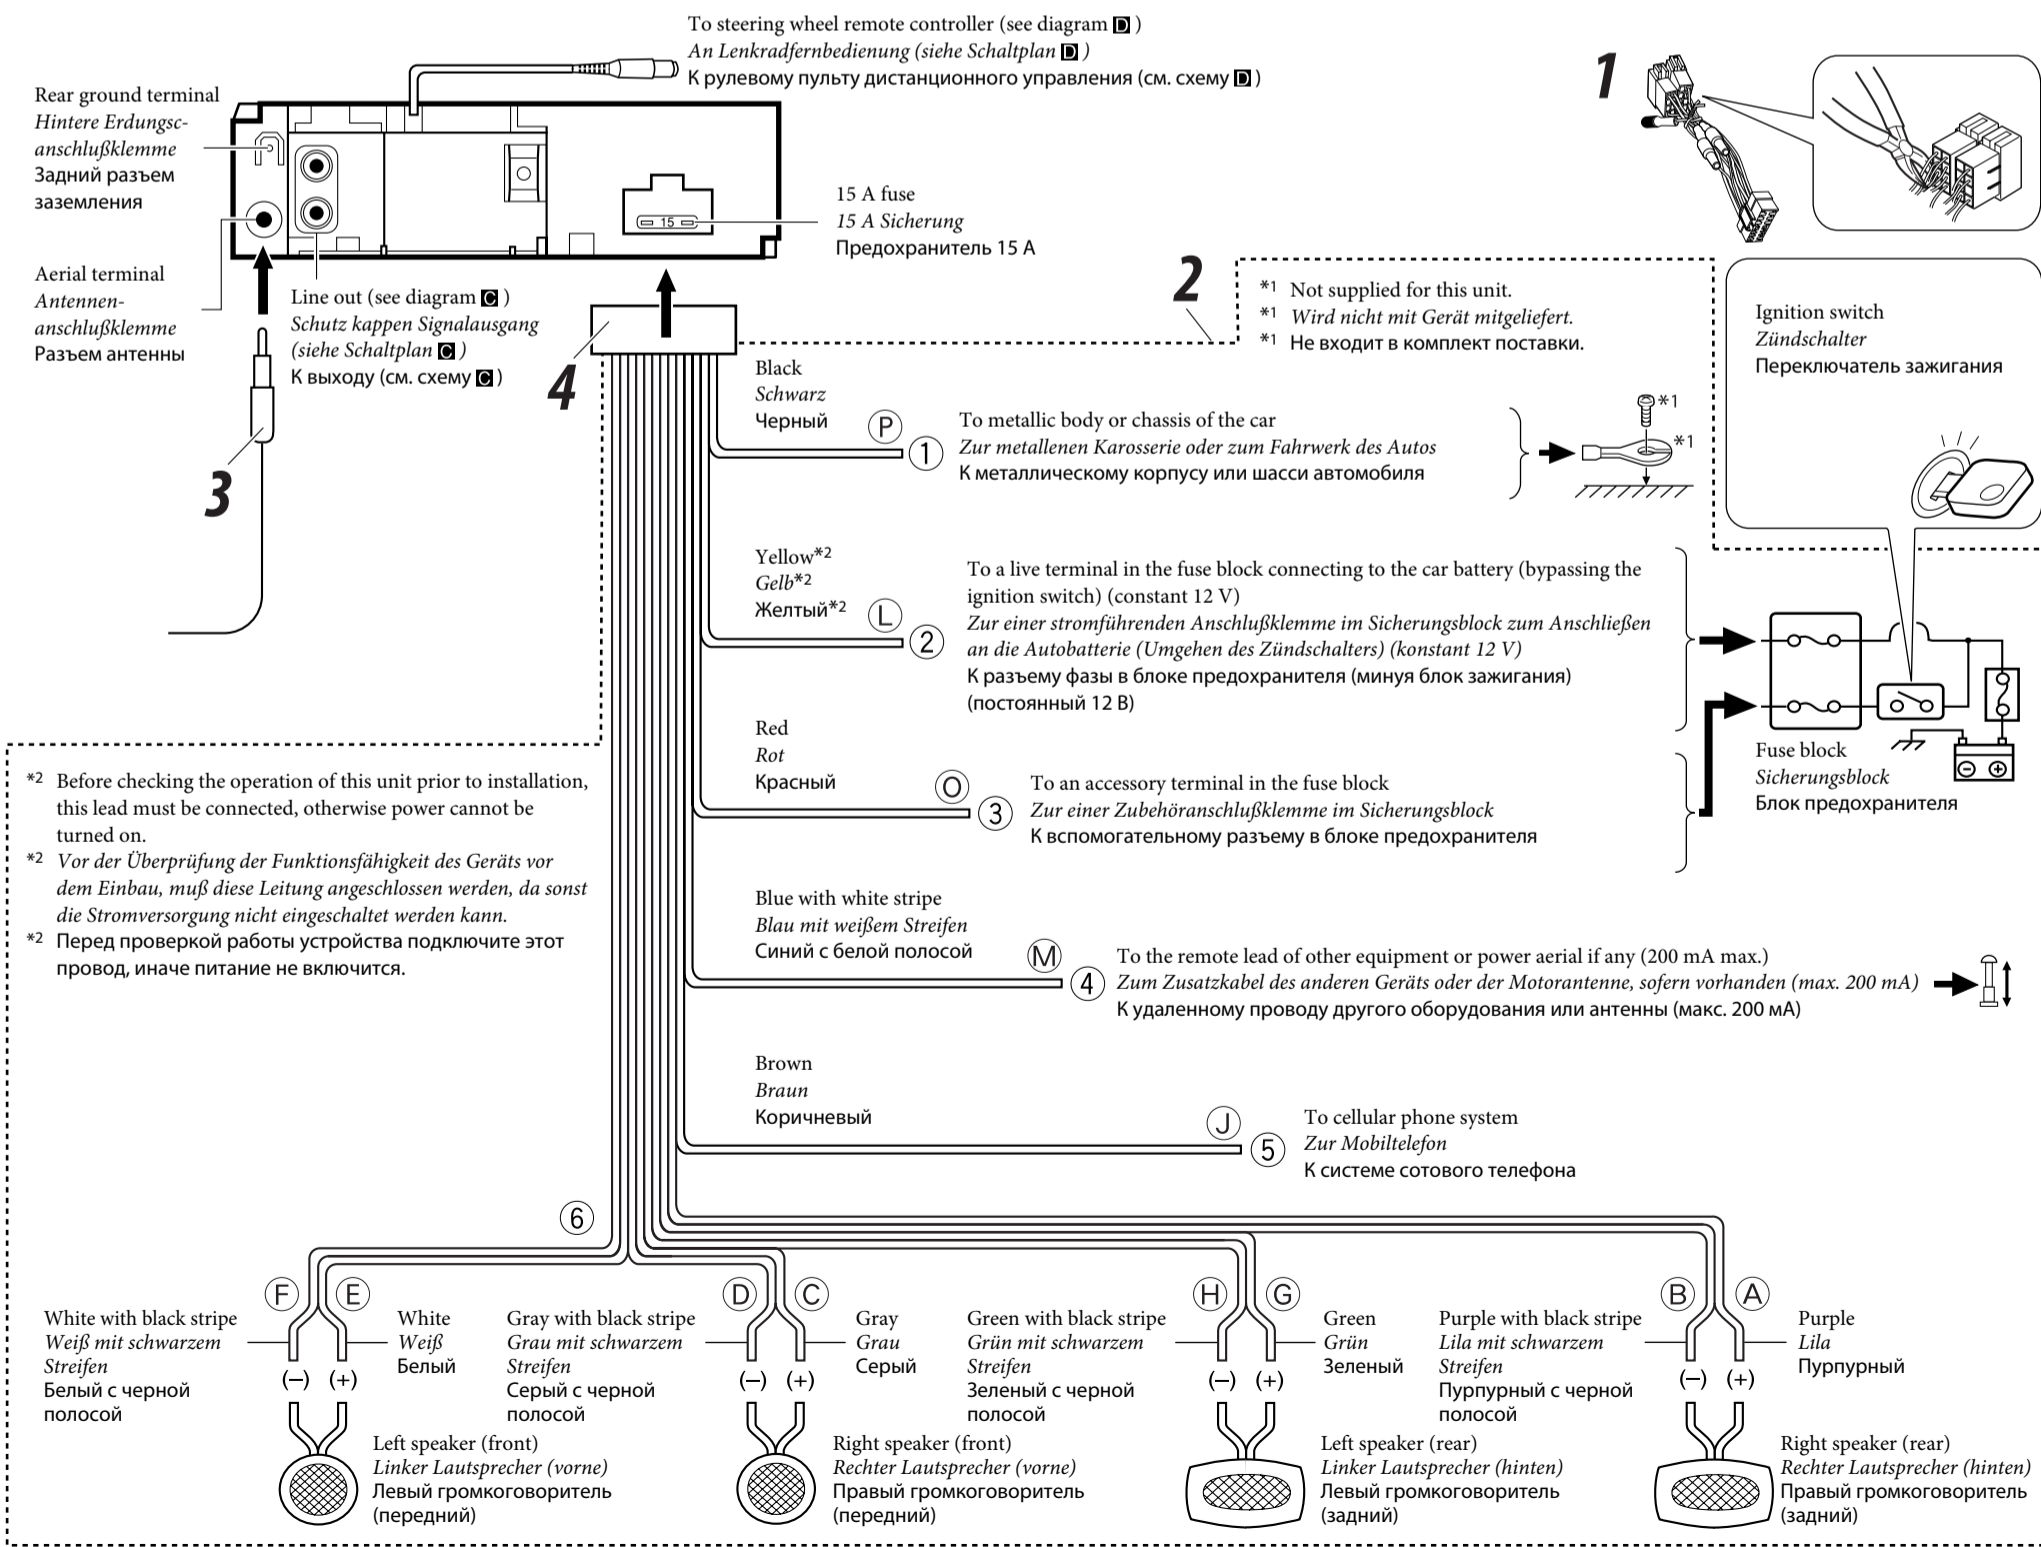 To steering wheel remote controller (see diagram D )
An Lenkradfernbedienung (siehe Schaltplan D )
К рулевому пульту дистанционного управления (см. схему D )
1
Rear ground terminal
Hintere Erdungsc-
anschlußklemme
Задний разъем
заземления
15
15 A fuse
15 A Sicherung
Предохранитель 15 А
Aerial terminal
Antennen-
anschlußklemme
Разъем антенны
Line out (see diagram C )
Schutz kappen Signalausgang
(siehe Schaltplan C )
К выходу (см. схему C )
2
*1 Not supplied for this unit.
*1 Wird nicht mit Gerät mitgeliefert.
*1 Не входит в комплект поставки.
Ignition switch
Zündschalter
Переключатель зажигания
3
4
Black
Schwarz
Черный
P
1
To metallic body or chassis of the car
Zur metallenen Karosserie oder zum Fahrwerk des Autos
К металлическому корпусу или шасси автомобиля
*1
*1
Yellow*2
Gelb*2
Желтый*2
L
2
To a live terminal in the fuse block connecting to the car battery (bypassing the
ignition switch) (constant 12 V)
Zur einer stromführenden Anschlußklemme im Sicherungsblock zum Anschließen
an die Autobatterie (Umgehen des Zündschalters) (konstant 12 V)
К разъему фазы в блоке предохранителя (минуя блок зажигания)
(постоянный 12 В)
Red
Rot
Красный
O
3
To an accessory terminal in the fuse block
Zur einer Zubehöranschlußklemme im Sicherungsblock
К вспомогательному разъему в блоке предохранителя
Fuse block
Sicherungsblock
Блок предохранителя
*2 Before checking the operation of this unit prior to installation,
this lead must be connected, otherwise power cannot be
turned on.
*2 Vor der Überprüfung der Funktionsfähigkeit des Geräts vor
dem Einbau, muß diese Leitung angeschlossen werden, da sonst
die Stromversorgung nicht eingeschaltet werden kann.
*2 Перед проверкой работы устройства подключите этот
провод, иначе питание не включится.
Blue with white stripe
Blau mit weißem Streifen
Синий с белой полосой
M
4
To the remote lead of other equipment or power aerial if any (200 mA max.)
Zum Zusatzkabel des anderen Geräts oder der Motorantenne, sofern vorhanden (max. 200 mA)
К удаленному проводу другого оборудования или антенны (макс. 200 мА)
Brown
Braun
Коричневый
J
5
To cellular phone system
Zur Mobiltelefon
К системе сотового телефона
6
F
E
D
C
H
G
B
A
White with black stripe
Weiß mit schwarzem
Streifen
Белый с черной
полосой
White
Weiß
Белый
(–) (+)
Left speaker (front)
Linker Lautsprecher (vorne)
Левый громкоговоритель
(передний)
Gray with black stripe
Grau mit schwarzem
Streifen
Серый с черной
полосой
Gray
Grau
Серый
(–) (+)
Right speaker (front)
Rechter Lautsprecher (vorne)
Правый громкоговоритель
(передний)
Green with black stripe
Grün mit schwarzem
Streifen
Зеленый с черной
полосой
Green
Grün
Зеленый
(–) (+)
Left speaker (rear)
Linker Lautsprecher (hinten)
Левый громкоговоритель
(задний)
Purple with black stripe
Lila mit schwarzem
Streifen
Пурпурный с черной
полосой
Purple
Lila
Пурпурный
(–) (+)
Right speaker (rear)
Rechter Lautsprecher (hinten)
Правый громкоговоритель
(задний)